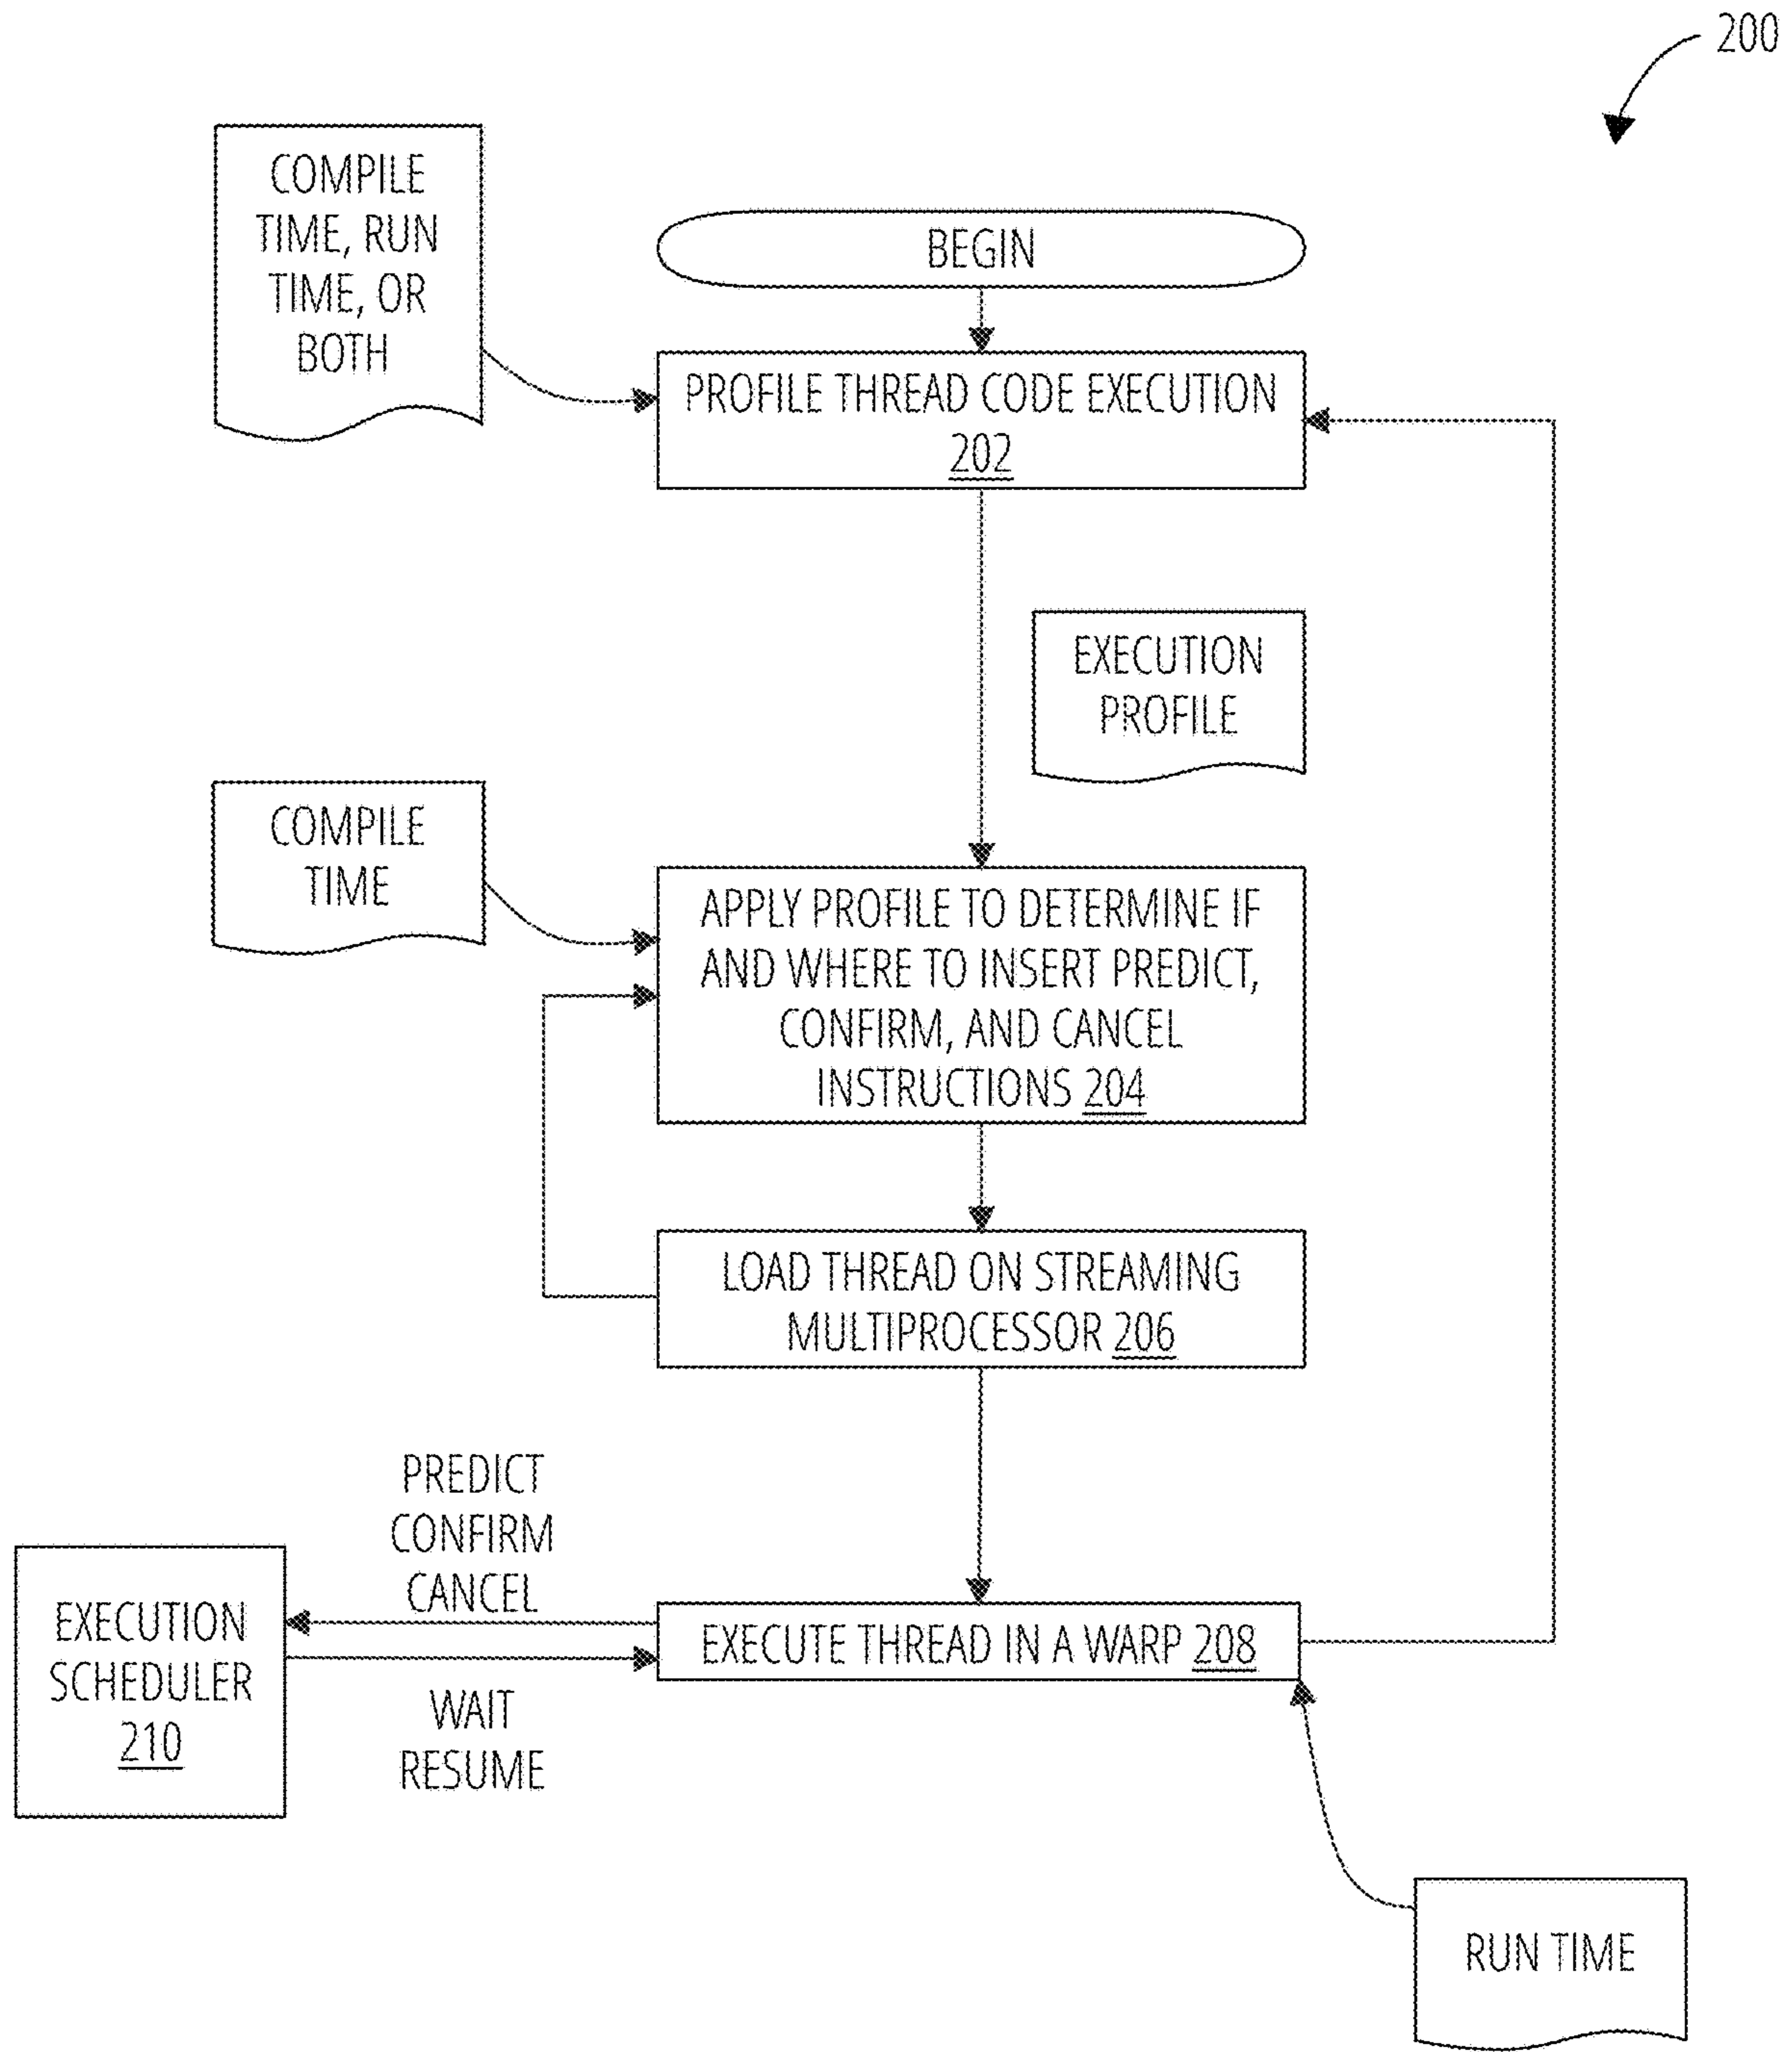 200
COMPILE
TIME, RUN
TIME, OR
BOTH
BEGIN
PROFILE THREAD CODE EXECUTION
202
EXECUTION
PROFILE
COMPILE
TIME
APPLY PROFILE TO DETERMINE IF
AND WHERE TO INSERT PREDICT,
CONFIRM, AND CANCEL
INSTRUCTIONS 204
LOAD THREAD ON STREAMING
MULTIPROCESSOR 206
PREDICT
CONFIRM
CANCEL
EXECUTION
SCHEDULER
210
EXECUTE THREAD IN A WARP 208
WAIT
RESUME
RUN TIME